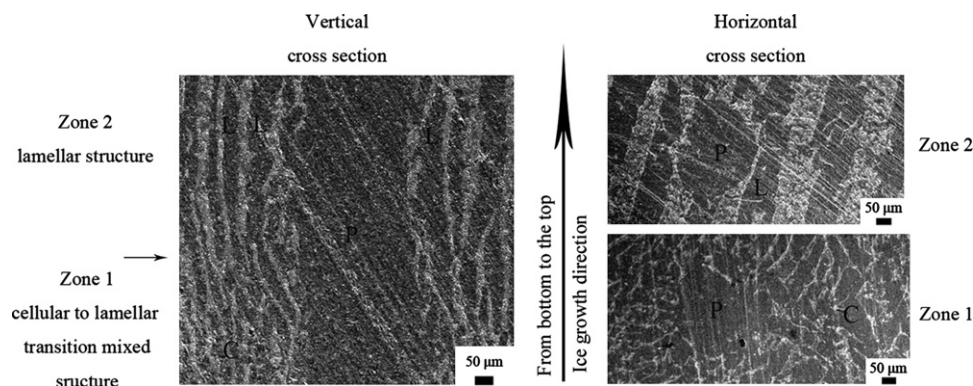 Vertical
cross section
Horizontal
cross section
Zone 2
lamellar structure
Zone 1
cellular to lamellar
transition mixed
sructure
L
L
L
P
C
50 μm
From bottom to the top
Ice growth direction
P
L
50 μm
Zone 2
P
C
50 μm
Zone 1